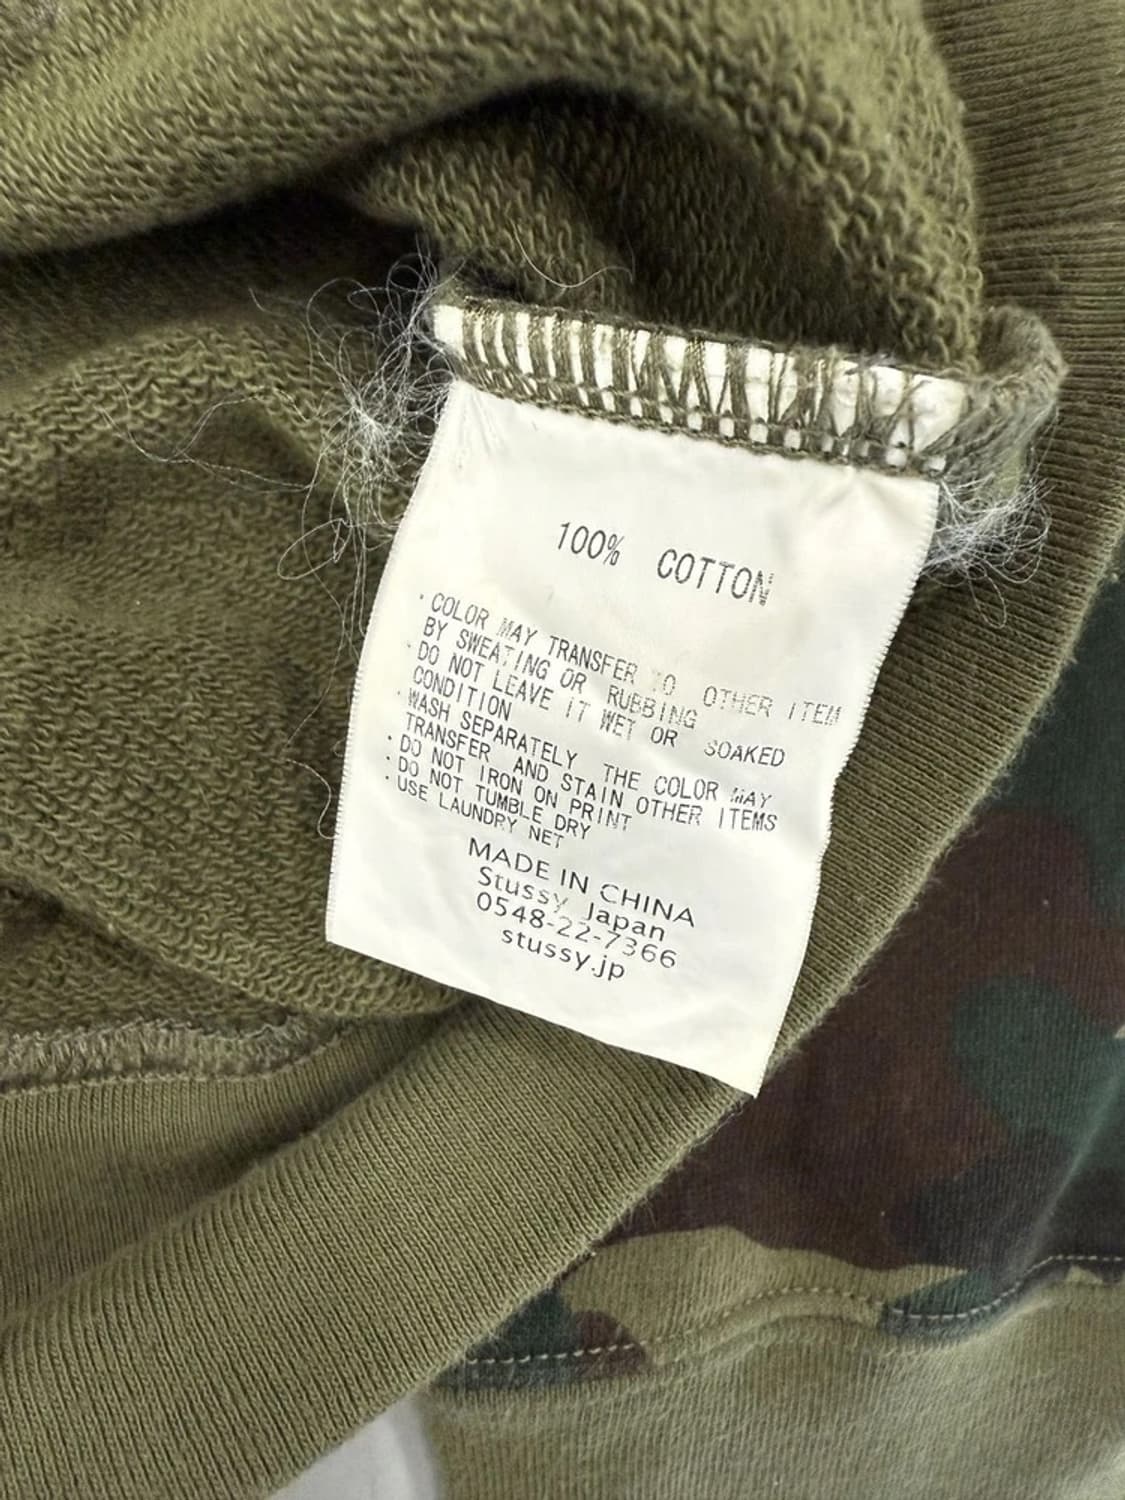 100% COTTON
· COLOR MAY TRANSFER TO OTHER ITEM
BY SWEATING OR RUBBING
· DO NOT LEAVE IT WET OR SOAKED
CONDITION
· WASH SEPARATELY THE COLOR MAY
TRANSFER AND STAIN OTHER ITEMS
· DO NOT IRON ON PRINT
· DO NOT TUMBLE DRY
· USE LAUNDRY NET
MADE IN CHINA
Stussy Japan
0548-22-7366
stussy.jp